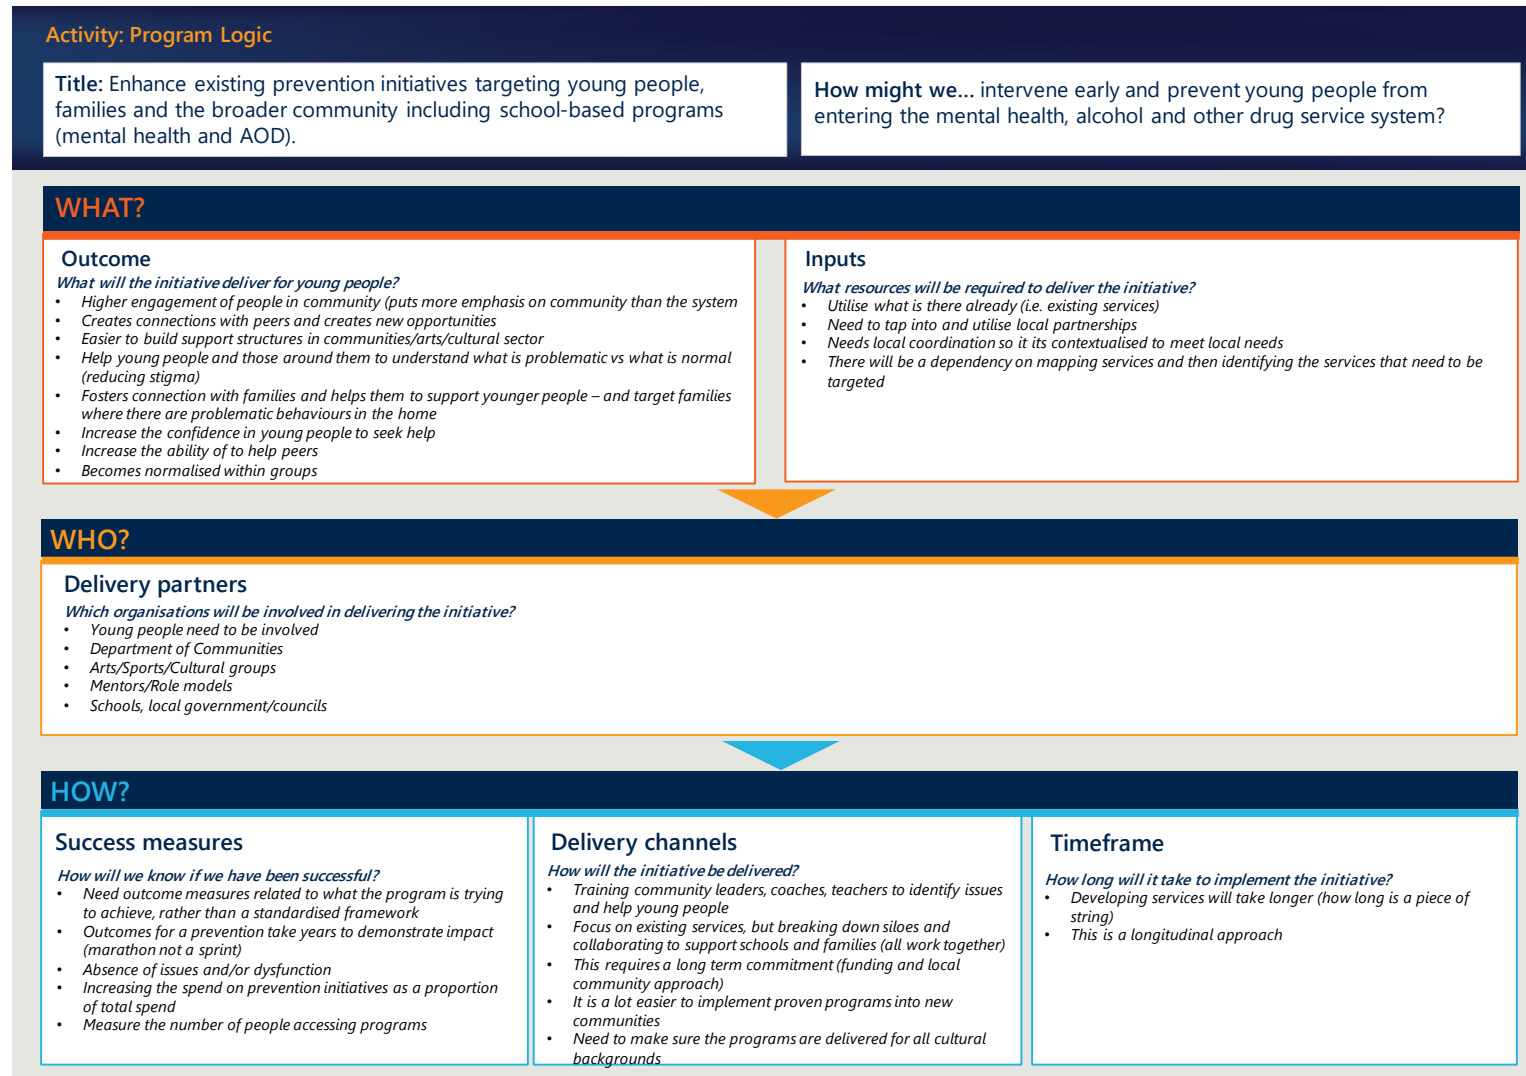 Activity: Program Logic
Title: Enhance existing prevention initiatives targeting young people,
families and the broader community including school-based programs
(mental health and AOD).
How might we... intervene early and prevent young people from
entering the mental health, alcohol and other drug service system?
WHAT?
Outcome
What will the initiative deliver for young people?
• Higher engagement of people in community (puts more emphasis on community than the system
• Creates connections with peers and creates new opportunities
• Easier to build support structures in communities/arts/cultural sector
• Help young people and those around them to understand what is problematic vs what is normal
(reducing stigma)
• Fosters connection with families and helps them to support younger people – and target families
where there are problematic behaviours in the home
• Increase the confidence in young people to seek help
• Increase the ability of to help peers
• Becomes normalised within groups
Inputs
What resources will be required to deliver the initiative?
• Utilise what is there already (i.e. existing services)
• Need to tap into and utilise local partnerships
• Needs local coordination so it its contextualised to meet local needs
• There will be a dependency on mapping services and then identifying the services that need to be
targeted
WHO?
Delivery partners
Which organisations will be involved in delivering the initiative?
• Young people need to be involved
• Department of Communities
• Arts/Sports/Cultural groups
• Mentors/Role models
• Schools, local government/councils
HOW?
Success measures
How will we know if we have been successful?
• Need outcome measures related to what the program is trying
to achieve, rather than a standardised framework
• Outcomes for a prevention take years to demonstrate impact
(marathon not a sprint)
• Absence of issues and/or dysfunction
• Increasing the spend on prevention initiatives as a proportion
of total spend
• Measure the number of people accessing programs
Delivery channels
How will the initiative be delivered?
• Training community leaders, coaches, teachers to identify issues
and help young people
• Focus on existing services, but breaking down siloes and
collaborating to support schools and families (all work together)
• This requires a long term commitment (funding and local
community approach)
• It is a lot easier to implement proven programs into new
communities
• Need to make sure the programs are delivered for all cultural
backgrounds
Timeframe
How long will it take to implement the initiative?
• Developing services will take longer (how long is a piece of
string)
• This is a longitudinal approach